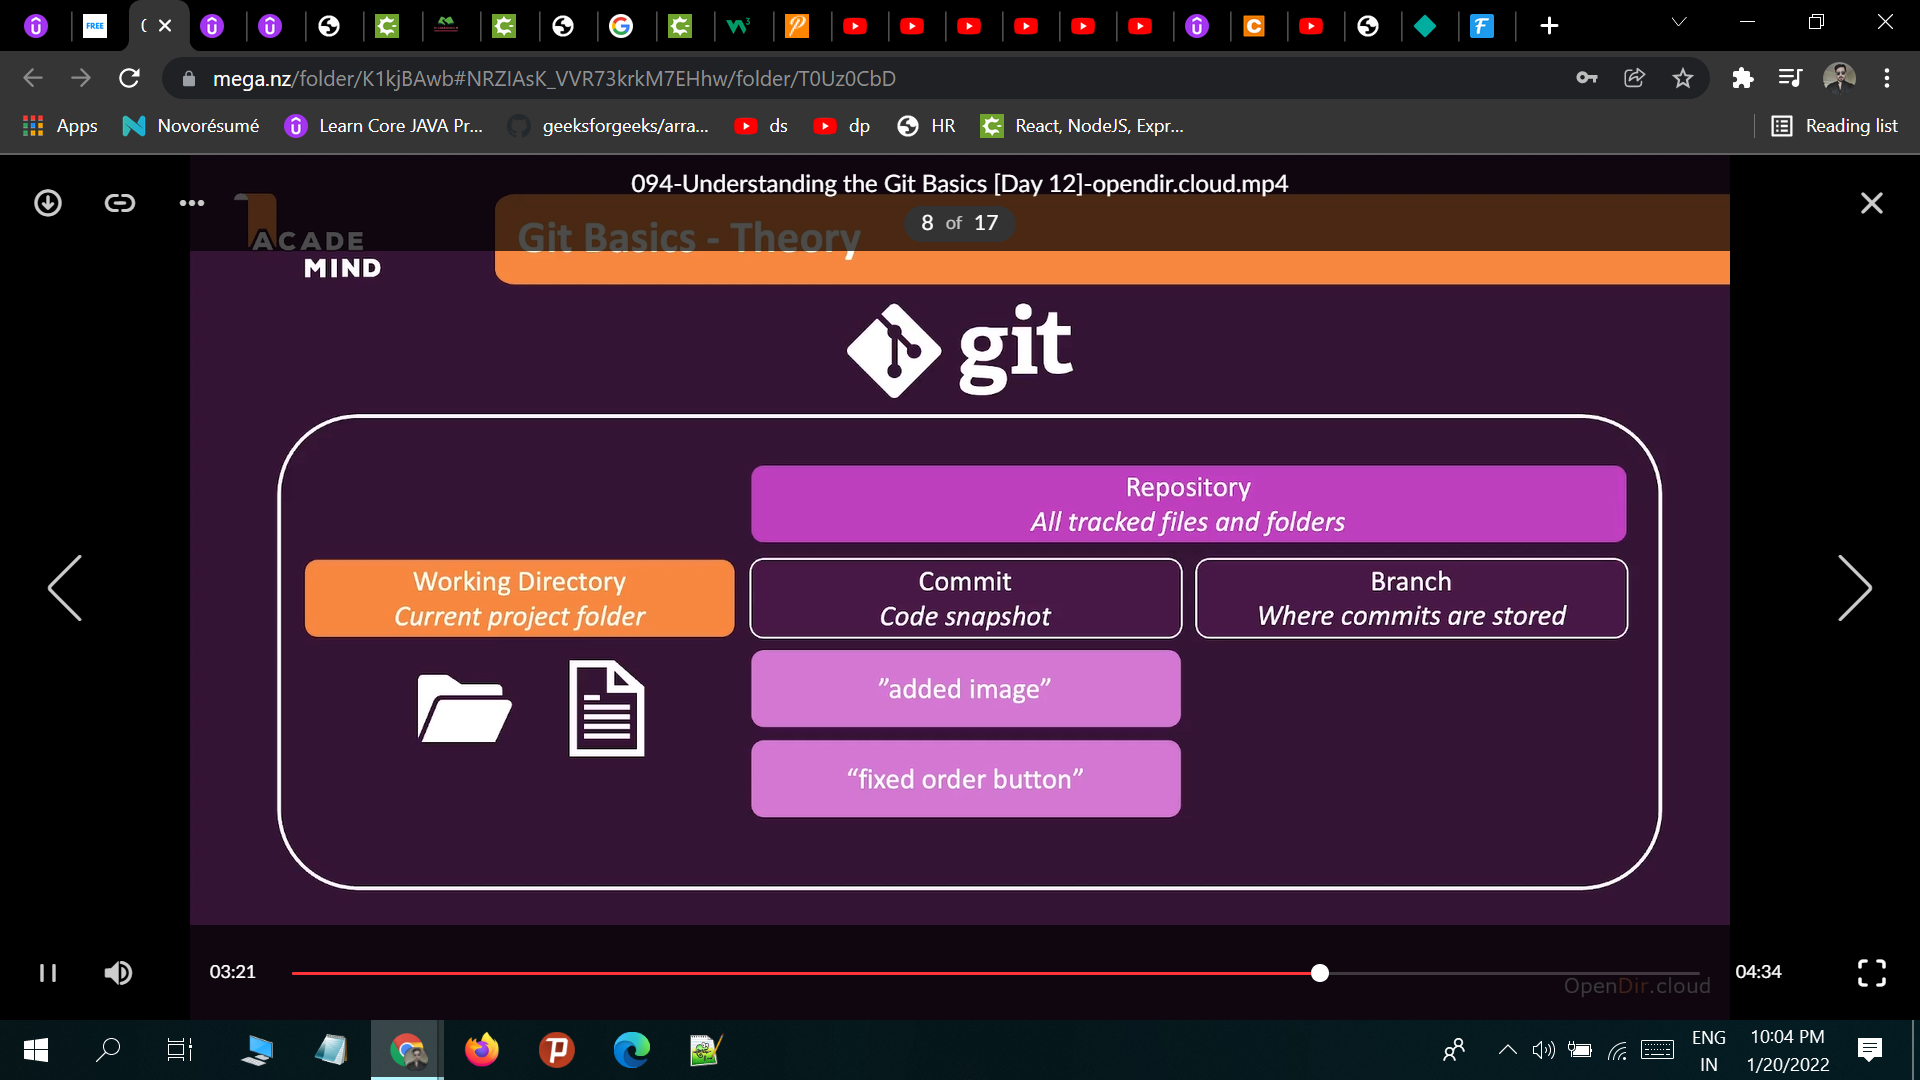 FREE
mega.nz/folder/K1kjBAwb#NRZIAsK_VVR73krkM7EHhw/folder/T0Uz0CbD
Apps
Novorésumé
Learn Core JAVA Pr...
geeksforgeeks/arra...
ds
dp
HR
React, NodeJS, Expr...
Reading list
094-Understanding the Git Basics [Day 12]-opendir.cloud.mp4
8 of 17
ACADE
MIND
Git Basics - Theory
git
Repository
All tracked files and folders
Working Directory
Current project folder
Commit
Code snapshot
Branch
Where commits are stored
”added image”
“fixed order button”
03:21
04:34
OpenDir.cloud
ENG
IN
10:04 PM
1/20/2022